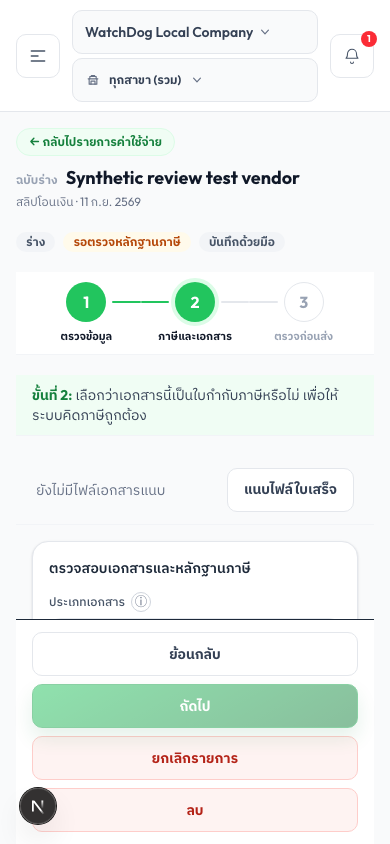 WatchDog Local Company
ทุกสาขา (รวม)
1
← กลับไปรายการค่าใช้จ่าย
ฉบับร่าง Synthetic review test vendor
สลิปโอนเงิน · 11 ก.ย. 2569
ร่าง รอตรวจหลักฐานภาษี บันทึกด้วยมือ
1 2 3
ตรวจข้อมูล ภาษีและเอกสาร ตรวจก่อนส่ง
ขั้นที่ 2: เลือกว่าเอกสารนี้เป็นใบกำกับภาษีหรือไม่ เพื่อให้
ระบบคิดภาษีถูกต้อง
ยังไม่มีไฟล์เอกสารแนบ แนบไฟล์ใบเสร็จ
ตรวจสอบเอกสารและหลักฐานภาษี
ประเภทเอกสาร ⓘ
ย้อนกลับ
ถัดไป
ยกเลิกรายการ
N
ลบ